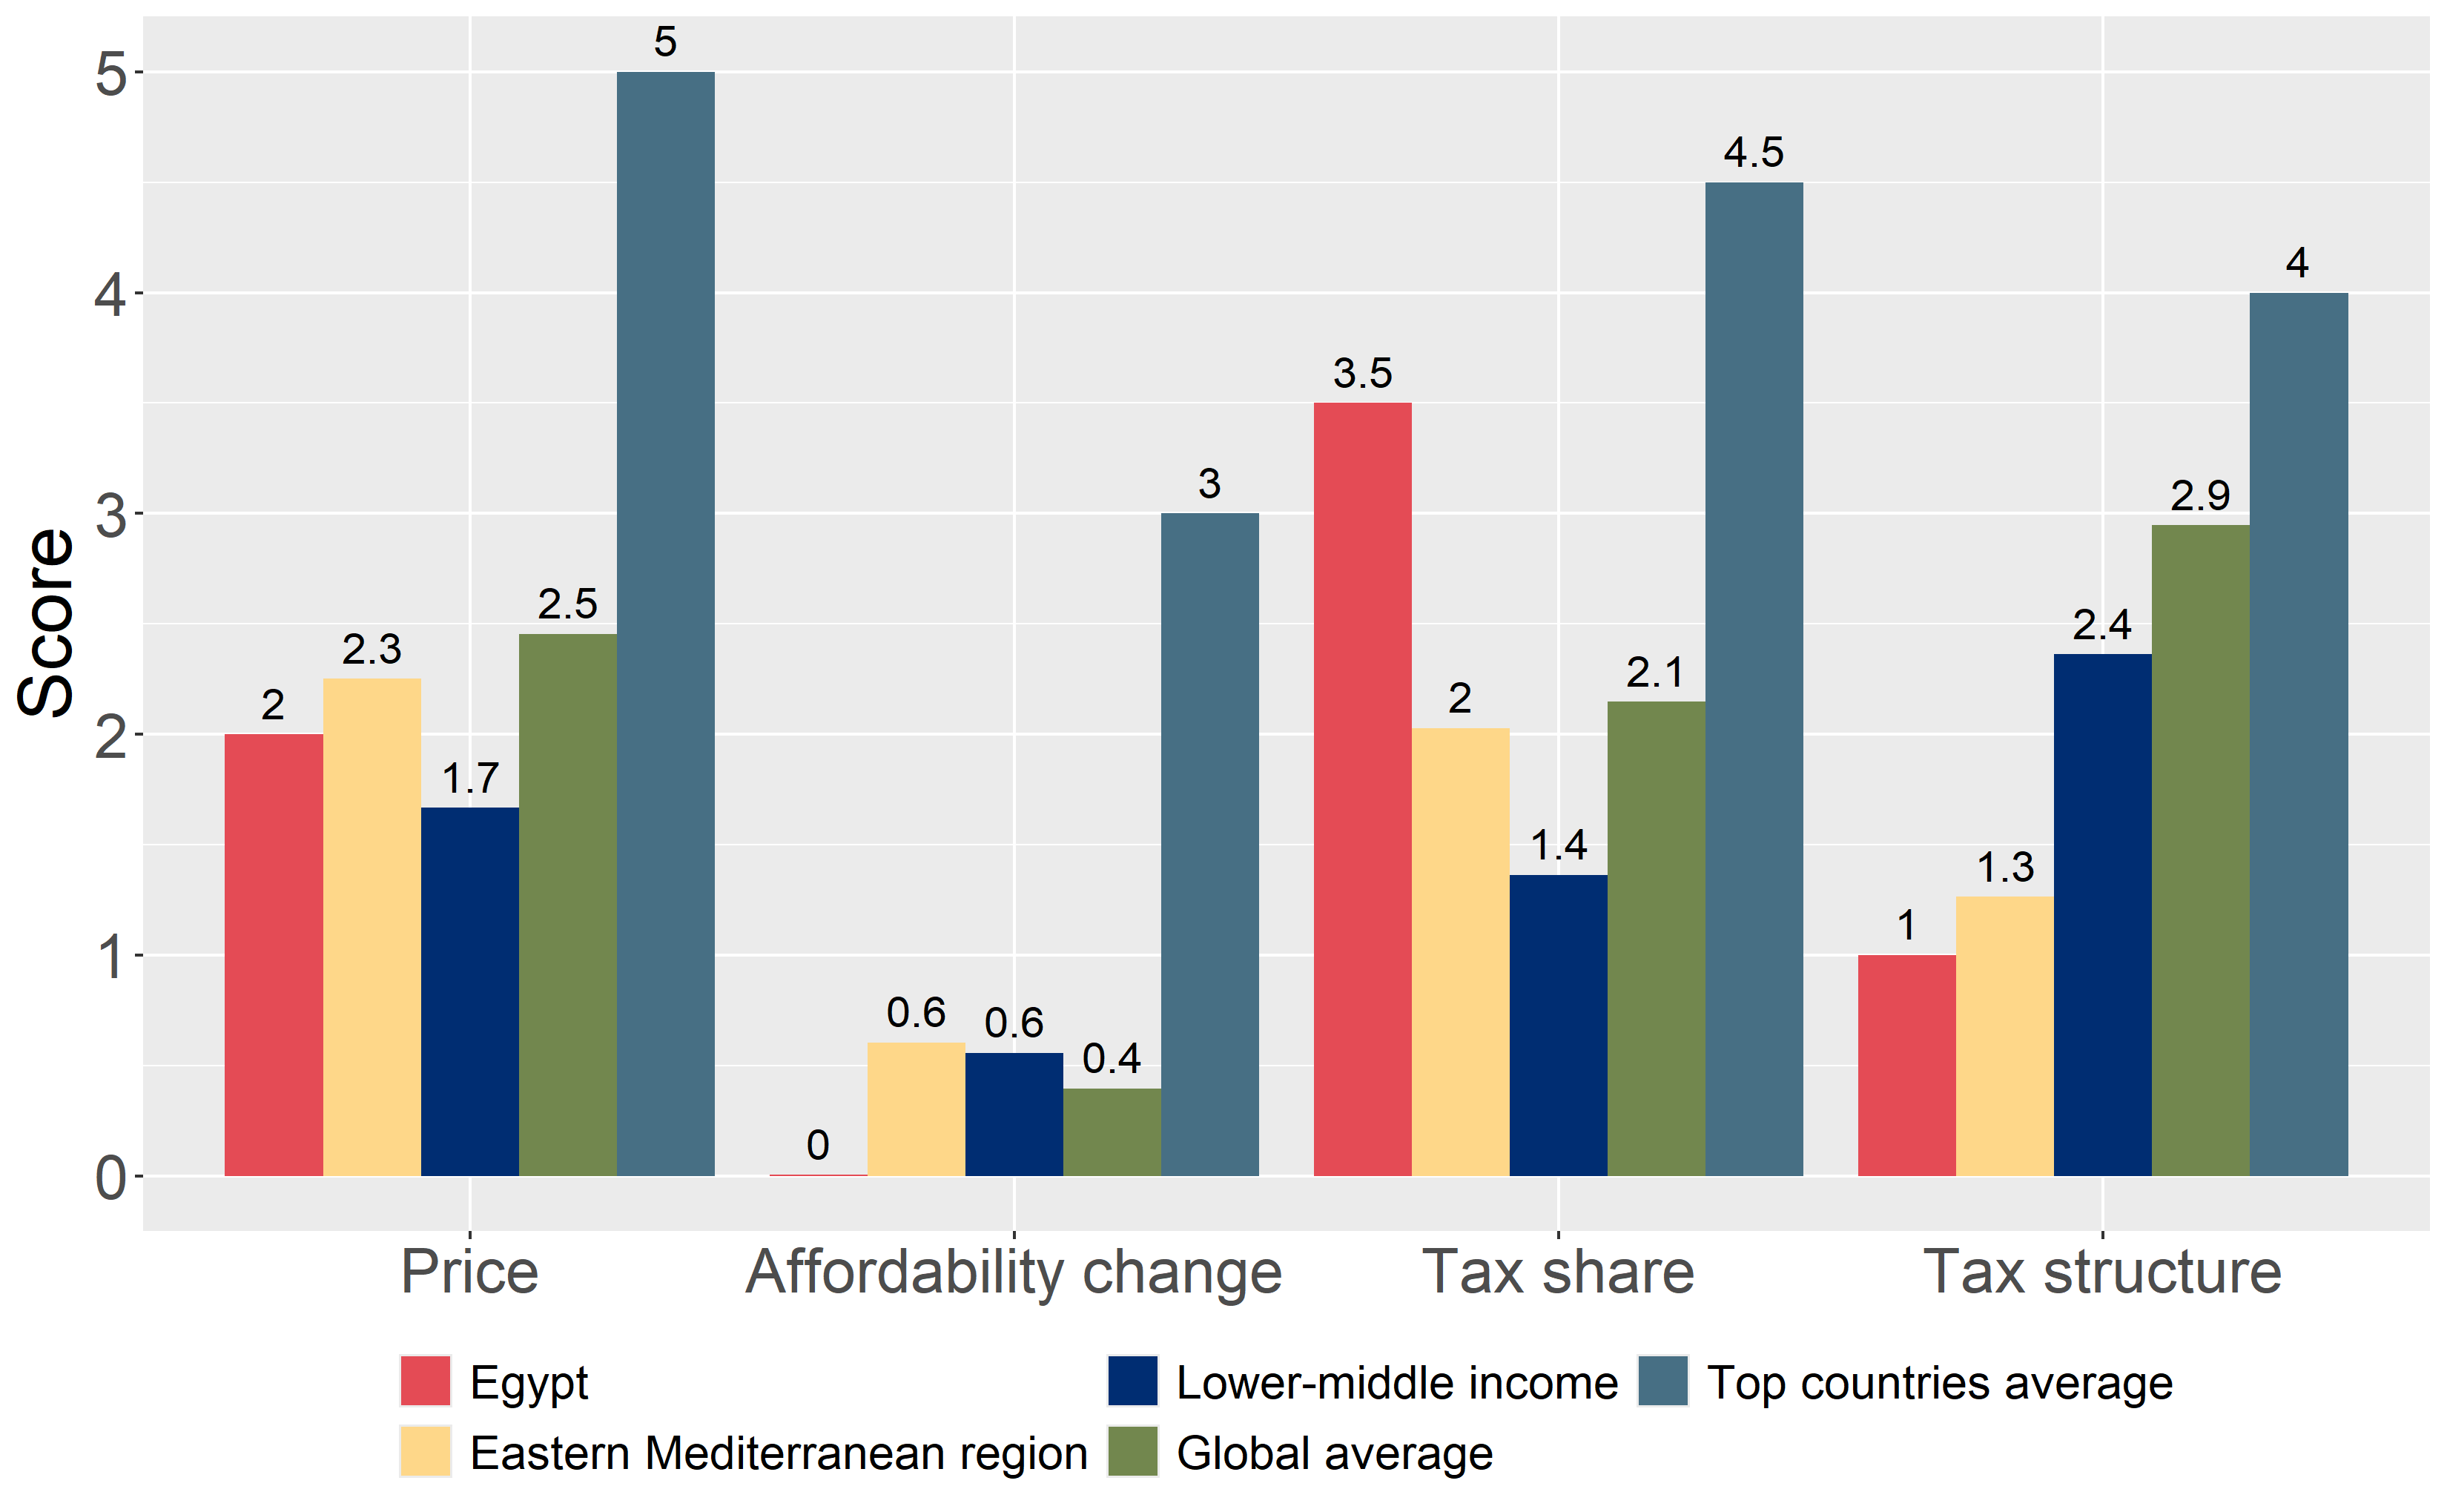 Score
5
4
3
2
1
0
2
2.3
1.7
2.5
5
0
0.6
0.6
0.4
3
3.5
2
1.4
2.1
4.5
1
1.3
2.4
2.9
4
Price
Affordability change
Tax share
Tax structure
Egypt
Lower-middle income
Top countries average
Eastern Mediterranean region
Global average